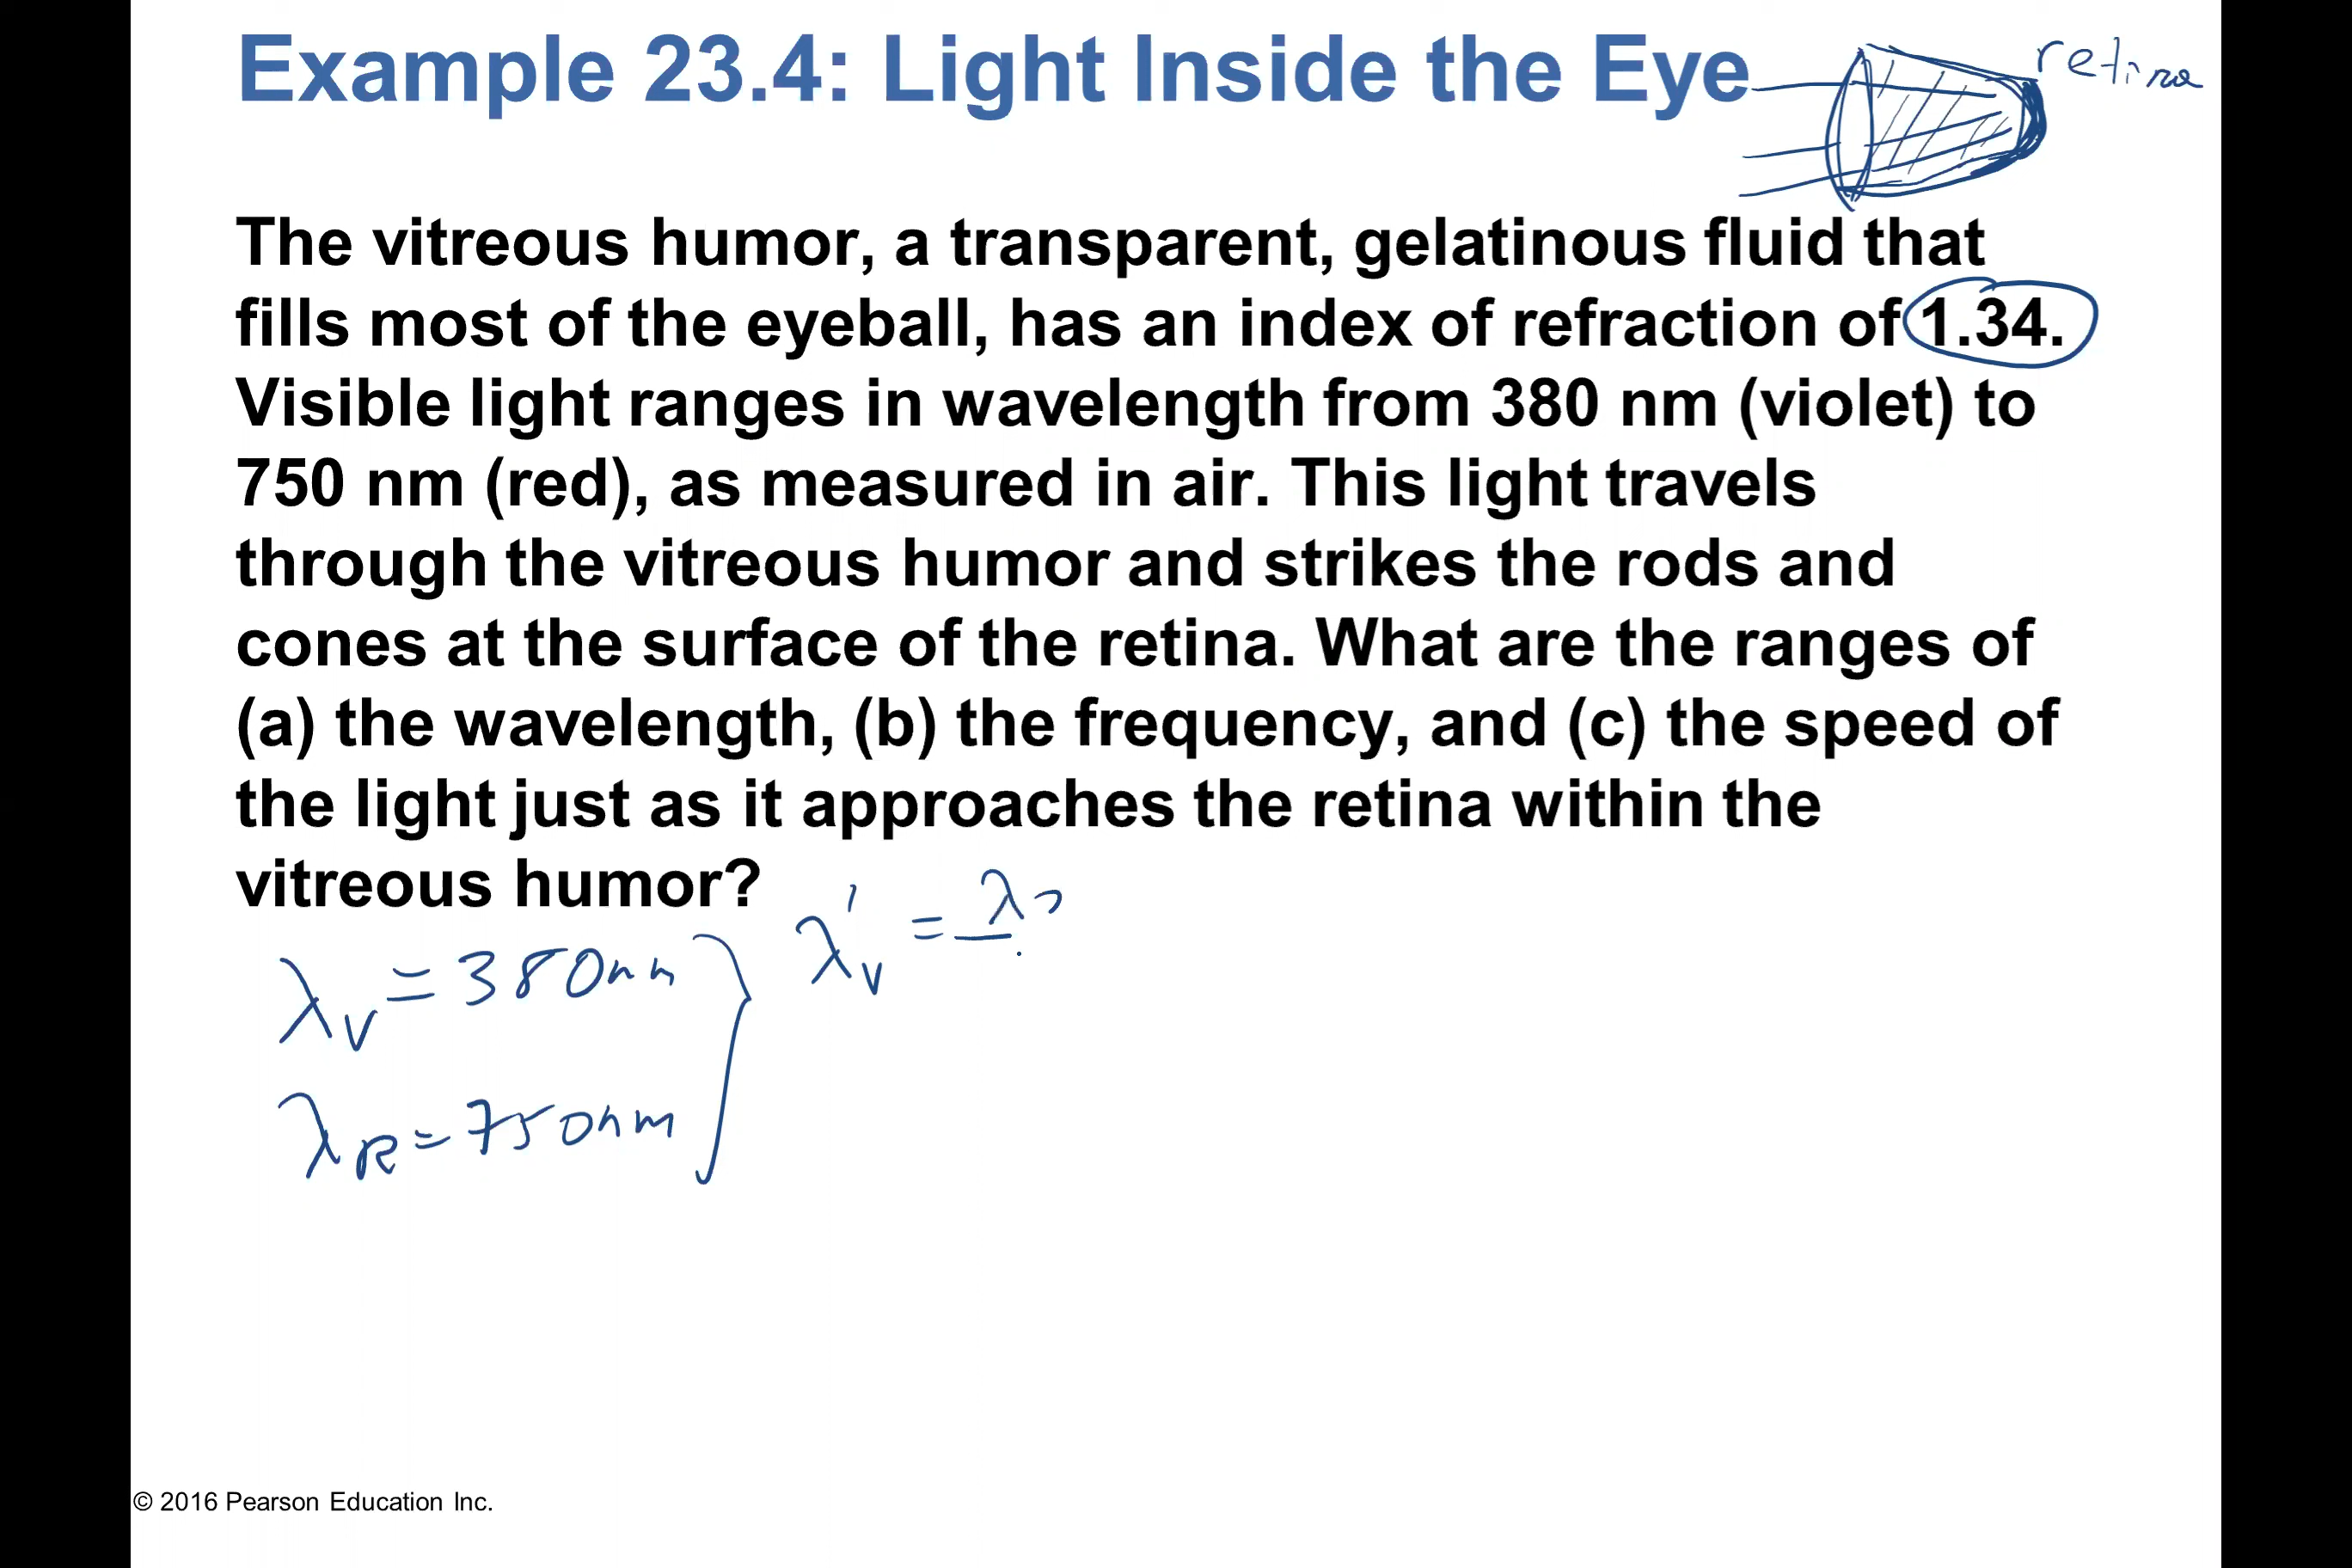 Example 23.4: Light Inside the Eye
retina
The vitreous humor, a transparent, gelatinous fluid that
fills most of the eyeball, has an index of refraction of 1.34.
Visible light ranges in wavelength from 380 nm (violet) to
750 nm (red), as measured in air. This light travels
through the vitreous humor and strikes the rods and
cones at the surface of the retina. What are the ranges of
(a) the wavelength, (b) the frequency, and (c) the speed of
the light just as it approaches the retina within the
vitreous humor?
λ'v = λ
λv = 380nm
λR = 750nm
© 2016 Pearson Education Inc.